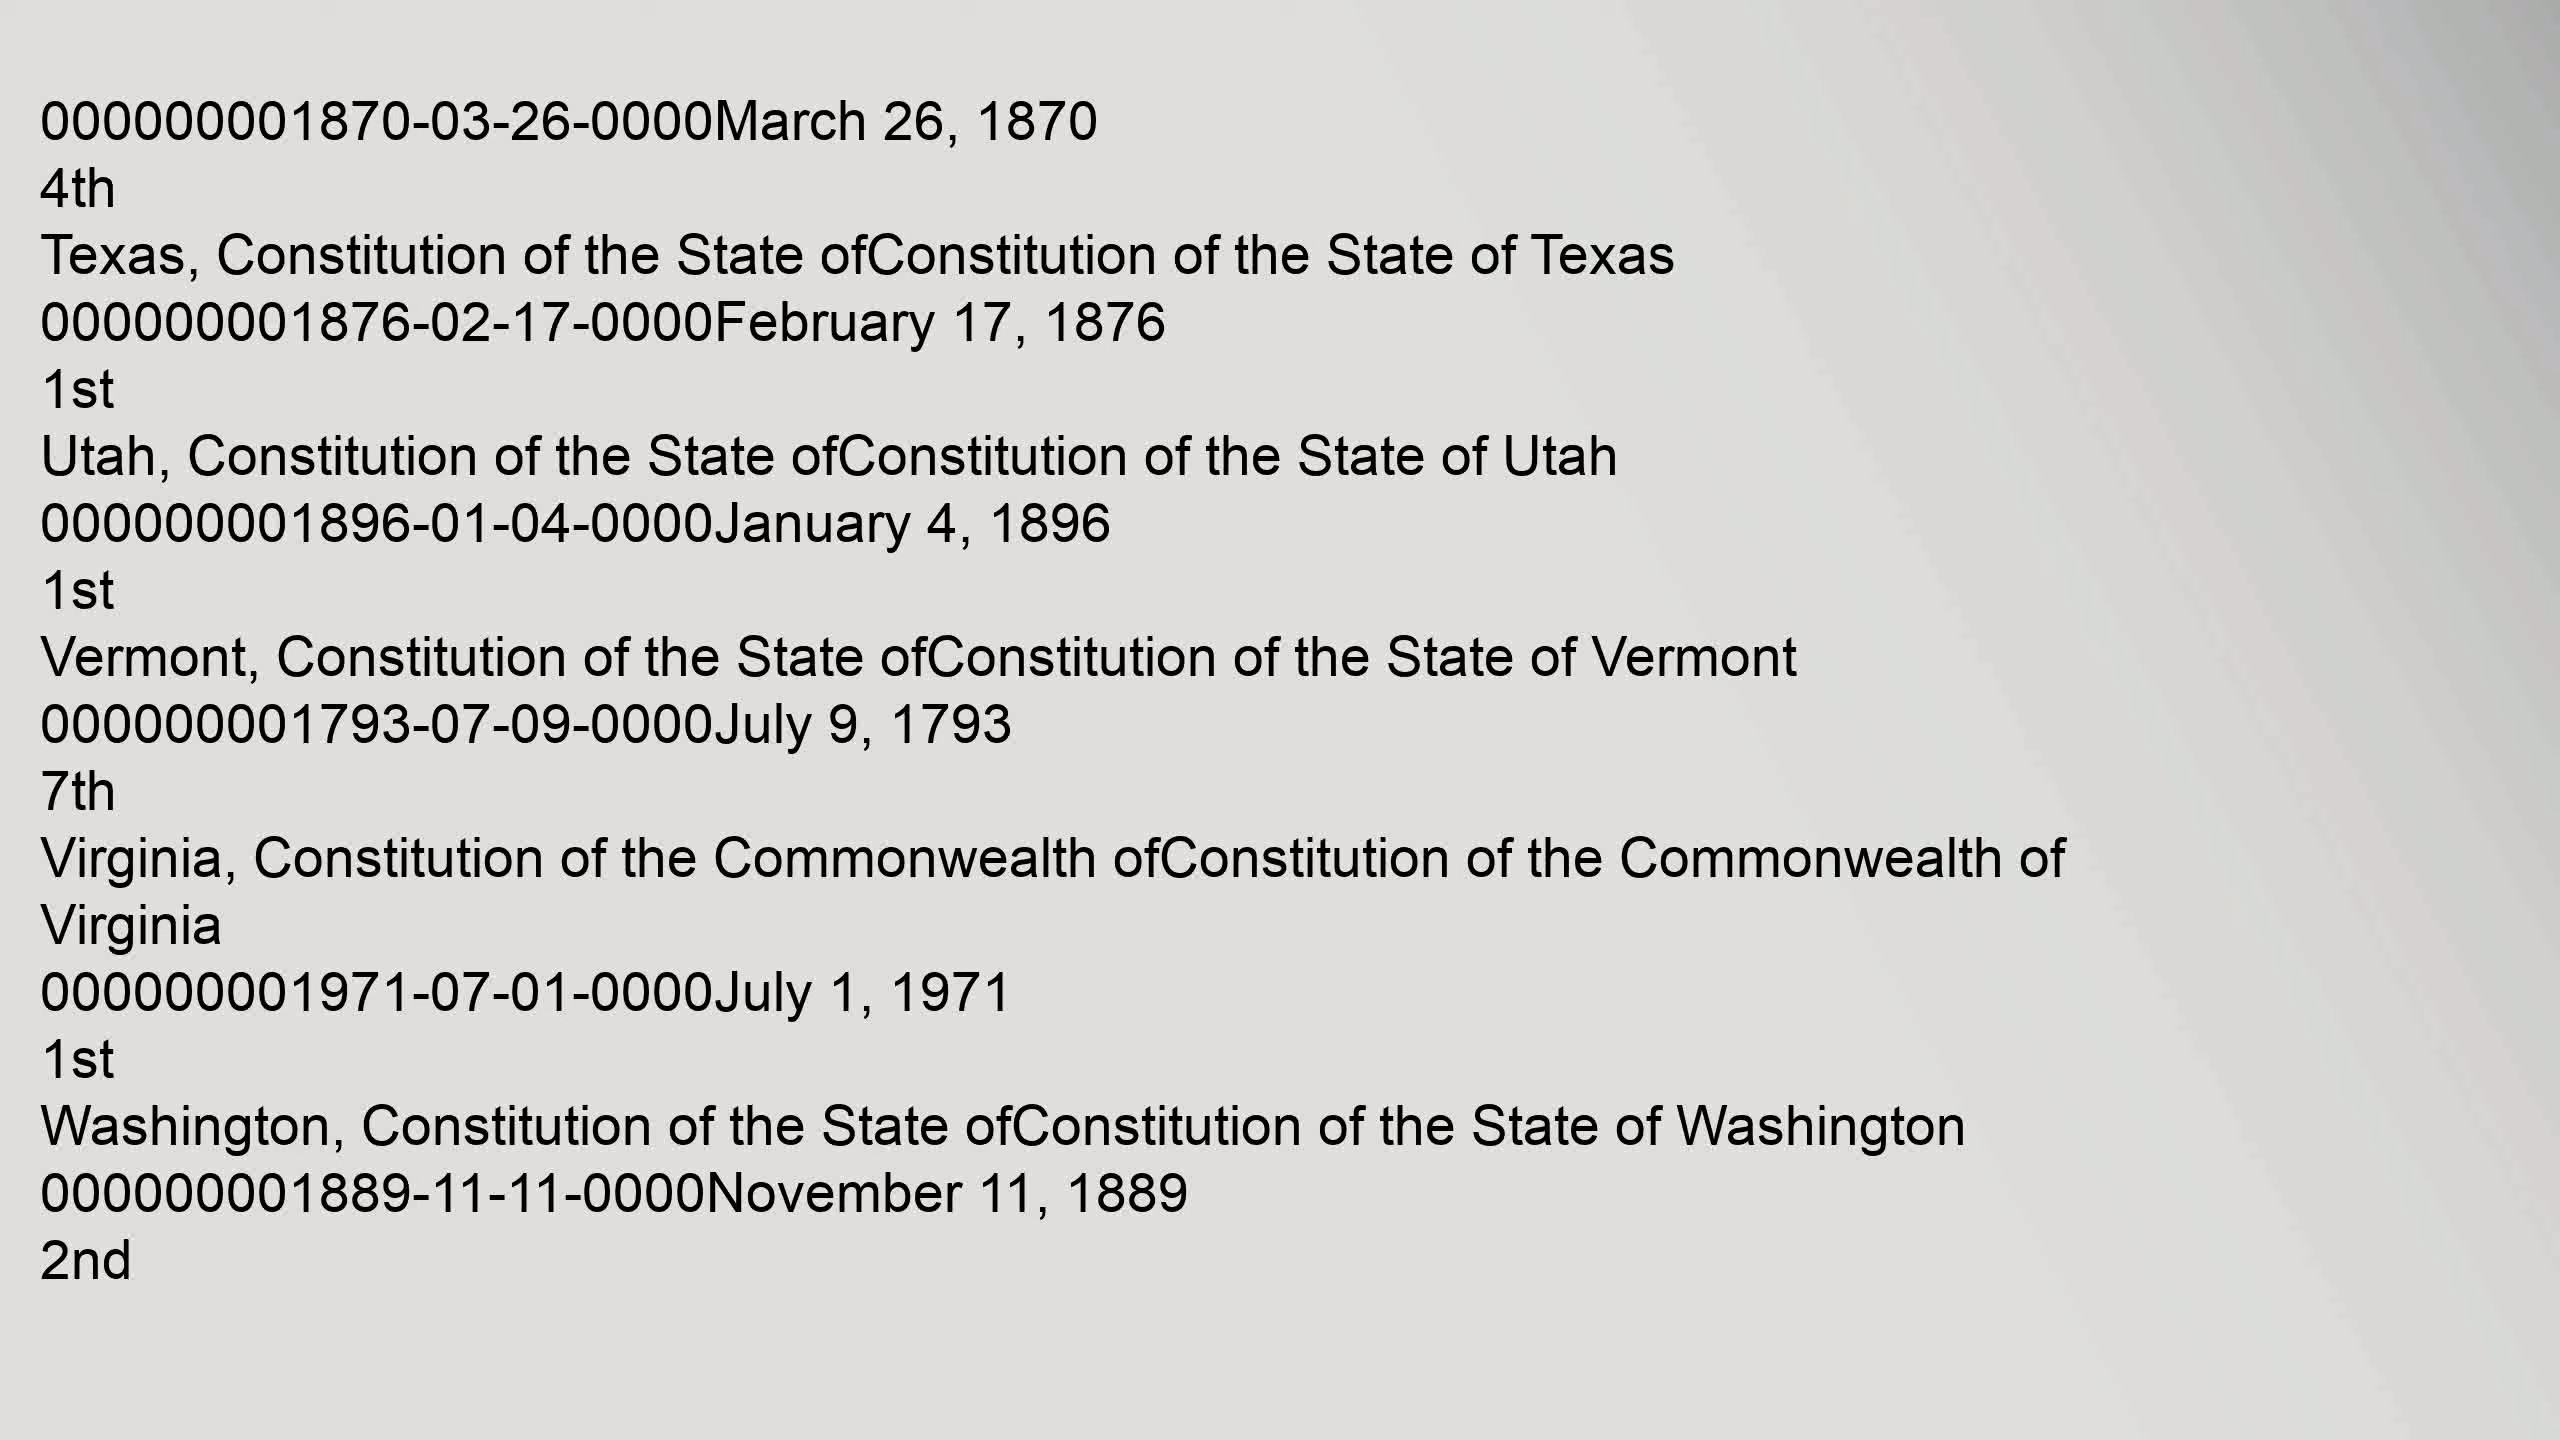 000000001870-03-26-0000March 26, 1870
4th
Texas, Constitution of the State ofConstitution of the State of Texas
000000001876-02-17-0000February 17, 1876
1st
Utah, Constitution of the State ofConstitution of the State of Utah
000000001896-01-04-0000January 4, 1896
1st
Vermont, Constitution of the State ofConstitution of the State of Vermont
000000001793-07-09-0000July 9, 1793
7th
Virginia, Constitution of the Commonwealth ofConstitution of the Commonwealth of
Virginia
000000001971-07-01-0000July 1, 1971
1st
Washington, Constitution of the State ofConstitution of the State of Washington
000000001889-11-11-0000November 11, 1889
2nd